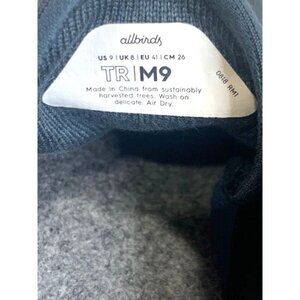 allbirds
US 9 | UK 8 | EU 41 | CM 26
TR | M9
Made in China from sustainably
harvested trees. Wash on
delicate. Air Dry.
0818 RM1